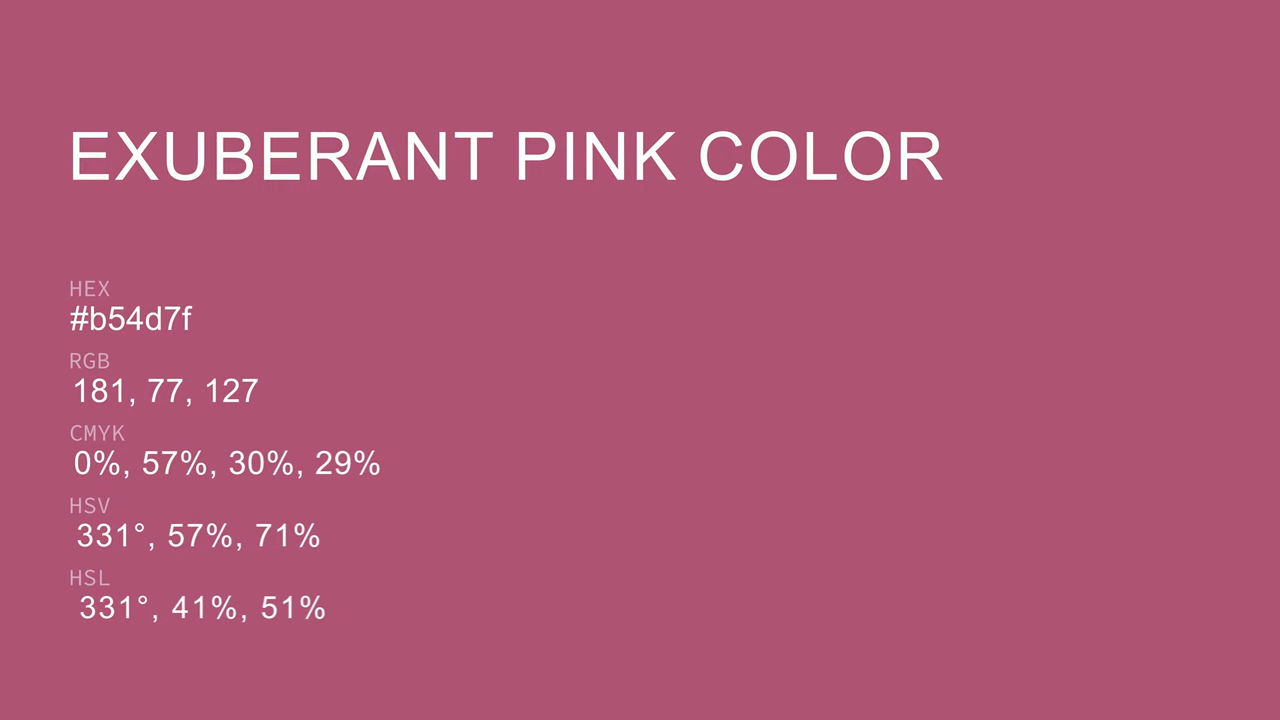 EXUBERANT PINK COLOR
HEX
#b54d7f
RGB
181, 77, 127
CMYK
0%, 57%, 30%, 29%
HSV
331°, 57%, 71%
HSL
331°, 41%, 51%